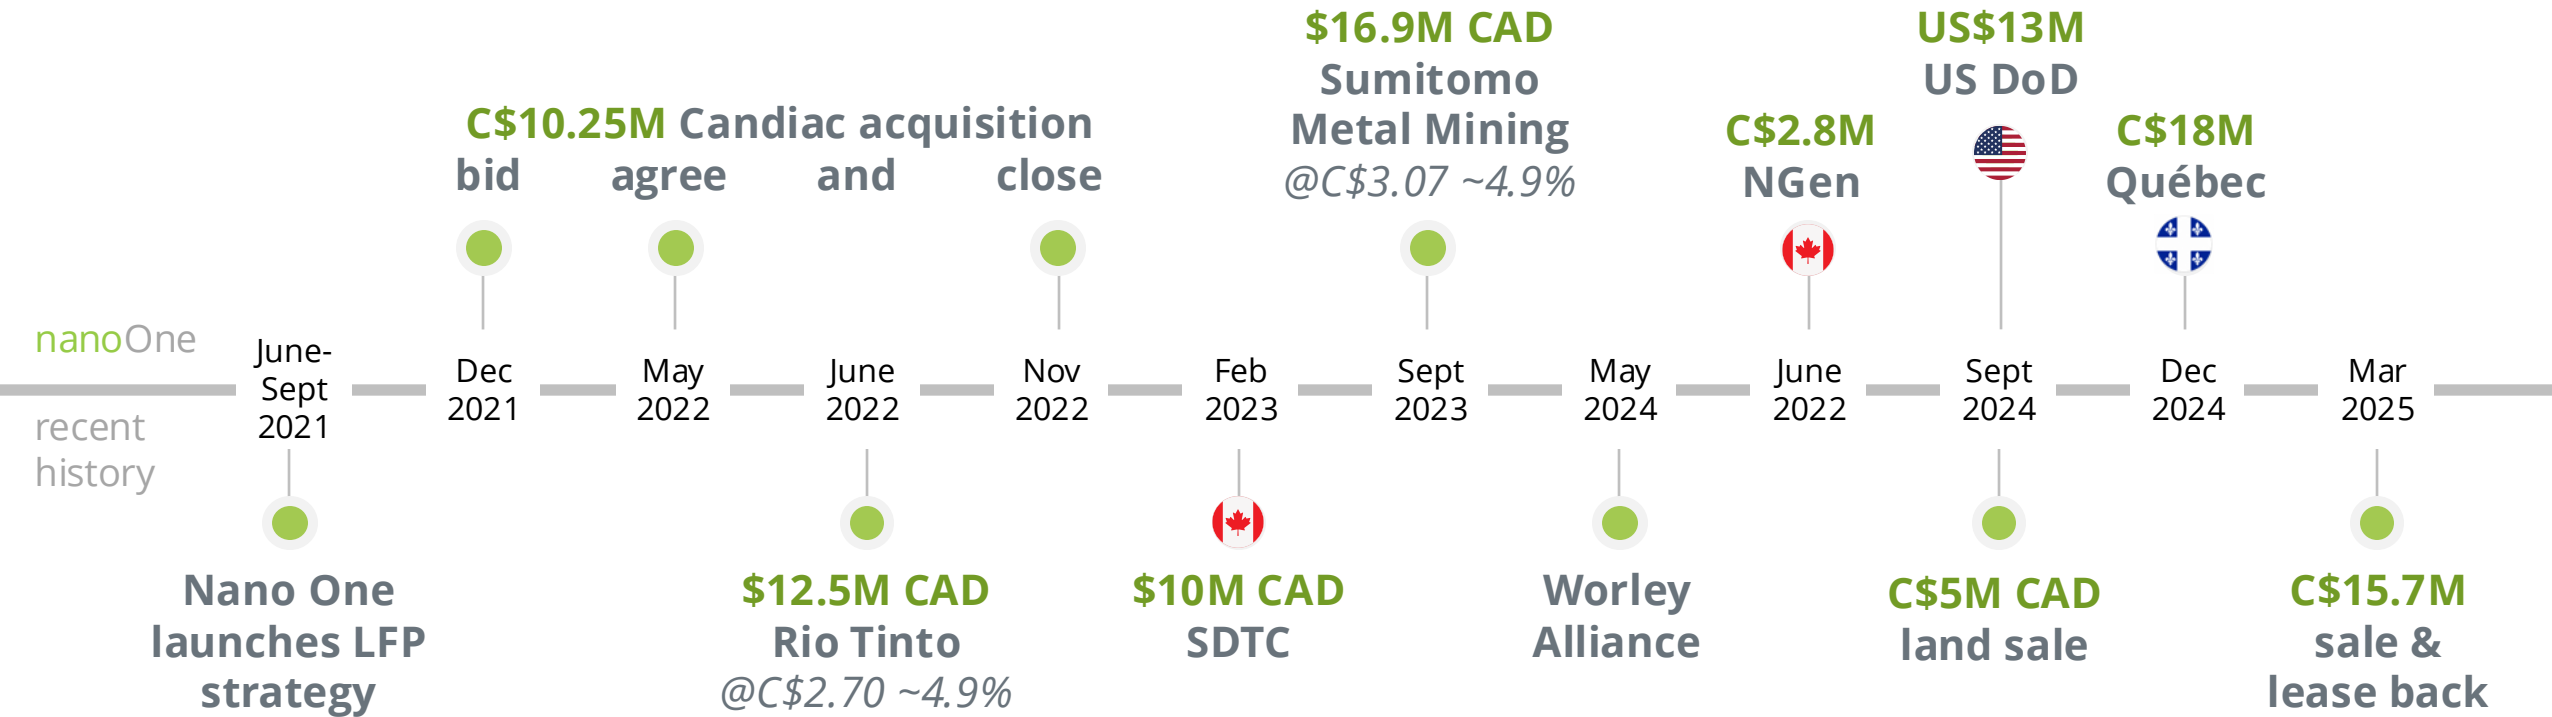 $16.9M CAD
Sumitomo
Metal Mining
@C$3.07 ~4.9%
US$13M
US DoD
C$10.25M Candiac acquisition
bid agree and close
C$2.8M
NGen
C$18M
Québec
nanoOne
recent
history
June-
Sept
2021
Dec
2021
May
2022
June
2022
Nov
2022
Feb
2023
Sept
2023
May
2024
June
2022
Sept
2024
Dec
2024
Mar
2025
Nano One
launches LFP
strategy
$12.5M CAD
Rio Tinto
@C$2.70 ~4.9%
$10M CAD
SDTC
Worley
Alliance
C$5M CAD
land sale
C$15.7M
sale &
lease back